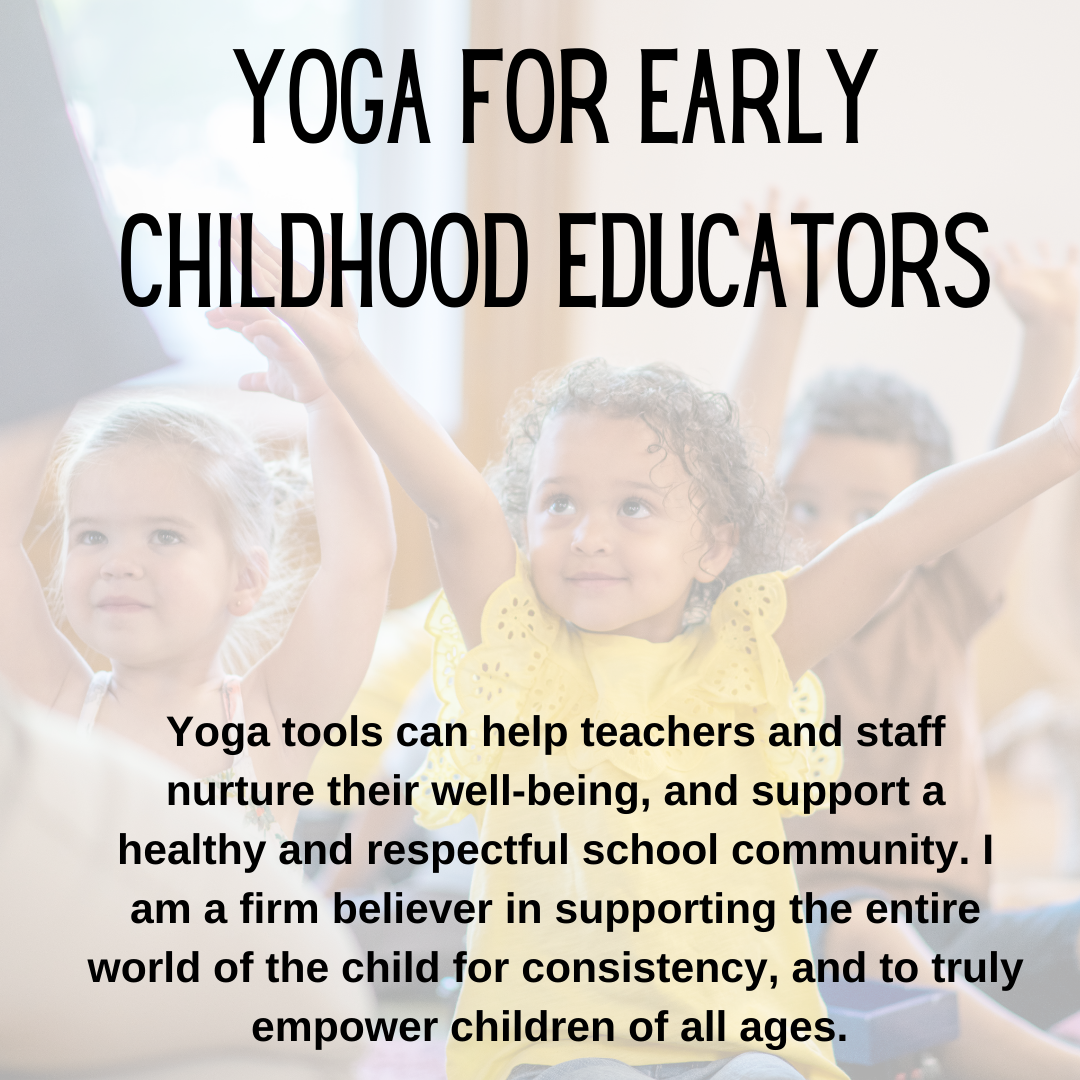 YOGA FOR EARLY
CHILDHOOD EDUCATORS
Yoga tools can help teachers and staff
nurture their well-being, and support a
healthy and respectful school community. I
am a firm believer in supporting the entire
world of the child for consistency, and to truly
empower children of all ages.